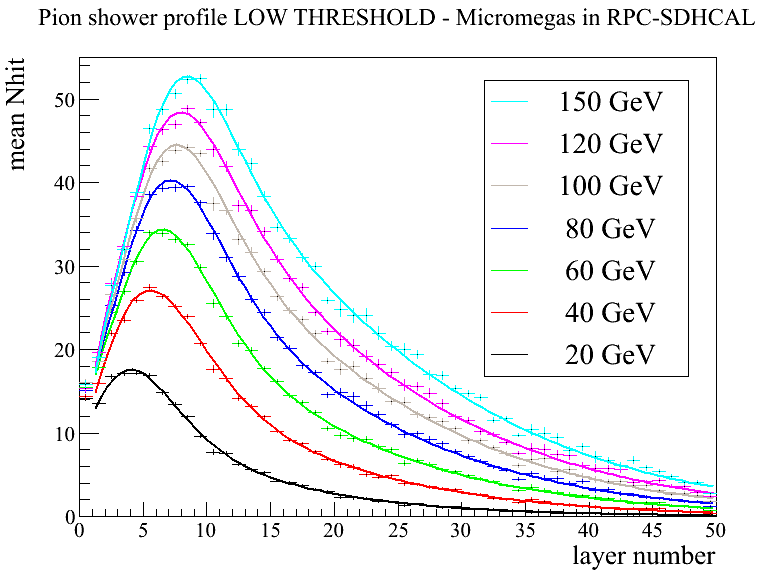 Pion shower profile LOW THRESHOLD - Micromegas in RPC-SDHCAL
mean Nhit
50
40
30
20
10
0
150 GeV
120 GeV
100 GeV
80 GeV
60 GeV
40 GeV
20 GeV
0 5 10 15 20 25 30 35 40 45 50
layer number